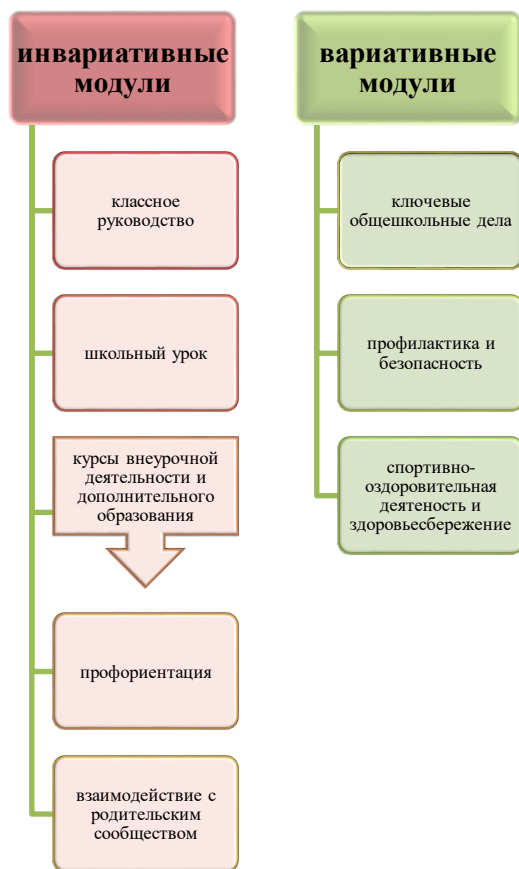 инвариативные
модули
классное
руководство
школьный урок
курсы внеурочной
деятельности и
дополнительного
образования
профориентация
взаимодействие с
родительским
сообществом
вариативные
модули
ключевые
общешкольные дела
профилактика и
безопасность
спортивно-
оздоровительная
деятеность и
здоровьесбережение